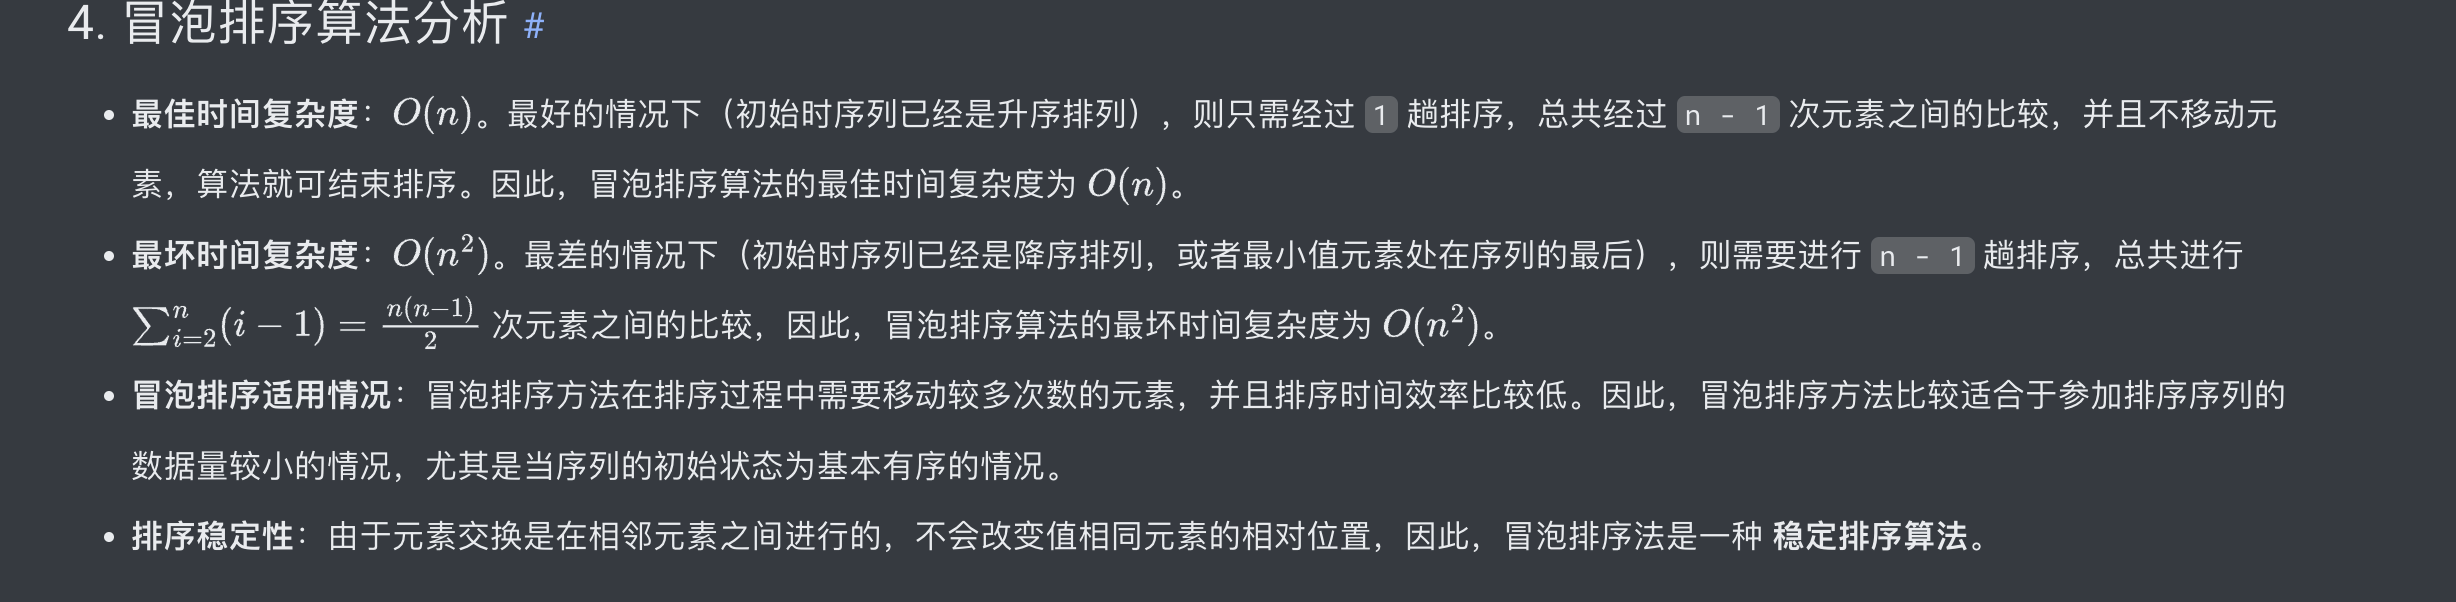 4. 冒泡排序算法分析 #
• 最佳时间复杂度：O(n)。最好的情况下（初始时序列已经是升序排列），则只需经过 1 趟排序，总共经过 n - 1 次元素之间的比较，并且不移动元
素，算法就可结束排序。因此，冒泡排序算法的最佳时间复杂度为 O(n)。
• 最坏时间复杂度：O(n²)。最差的情况下（初始时序列已经是降序排列，或者最小值元素处在序列的最后），则需要进行 n - 1 趟排序，总共进行
∑ⁿᵢ₌₂(i − 1) = n(n−1)/2 次元素之间的比较，因此，冒泡排序算法的最坏时间复杂度为 O(n²)。
• 冒泡排序适用情况：冒泡排序方法在排序过程中需要移动较多次数的元素，并且排序时间效率比较低。因此，冒泡排序方法比较适合于参加排序序列的
数据量较小的情况，尤其是当序列的初始状态为基本有序的情况。
• 排序稳定性：由于元素交换是在相邻元素之间进行的，不会改变值相同元素的相对位置，因此，冒泡排序法是一种 稳定排序算法。